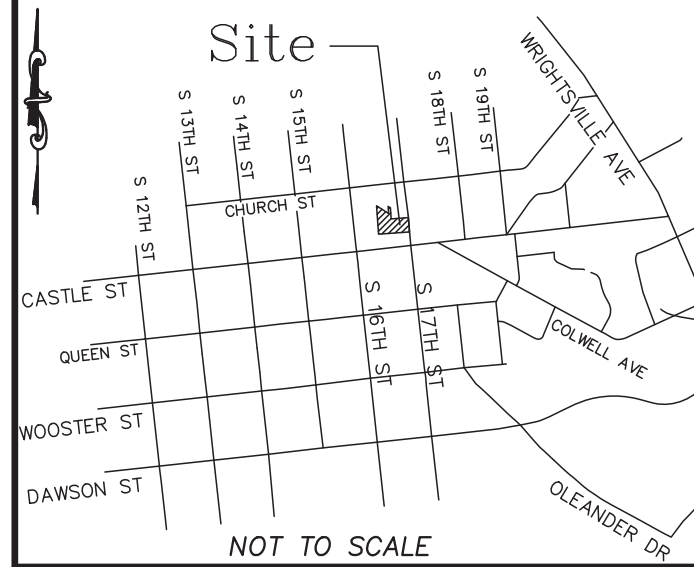 Site
WRIGHTSVILLE AVE
S 13TH ST
S 14TH ST
S 15TH ST
S 18TH ST
S 19TH ST
S 12TH ST
CHURCH ST
CASTLE ST
S 16TH ST
S 17TH ST
QUEEN ST
COLWELL AVE
WOOSTER ST
DAWSON ST
OLEANDER DR
NOT TO SCALE